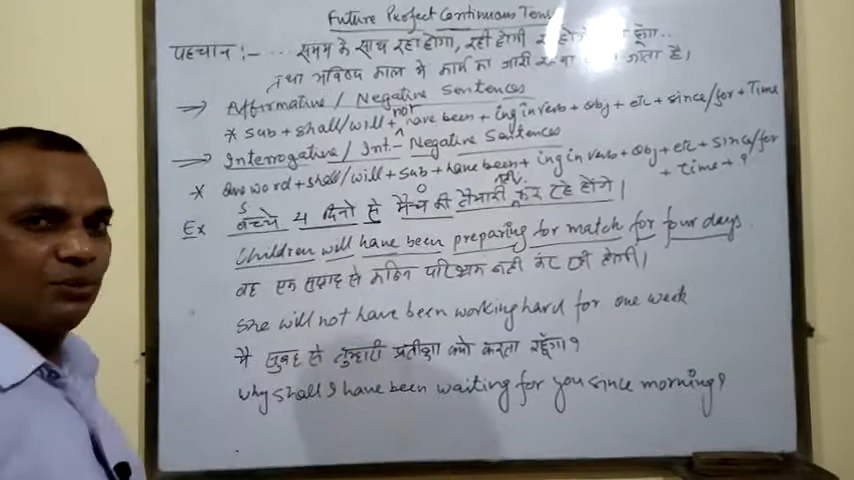 Future Perfect Continuous Tense
पहचान :- ... समय के साथ रहा होगा, रही होगी
तथा भविष्य काल मे कार्य का जारी जाता है।
→ Affirmative / Negative Sentences
not
* sub + shall/will + have been + ing in verb + obj + etc + since/for + Time
→ Interrogative / Int.- Negative Sentences
* One word + shall/will + sub + have been + ing in verb + obj + etc + since/for
+ time + ?
S O
Ex बच्चे 4 दिनो से मैच की तैयारी कर रहे होंगे।
Children will have been preparing for match for four days.
वह एक सप्ताह से कठिन परिश्रम नही कर रही होगी।
She will not have been working hard for one week
मै सुबह से तुम्हारी प्रतीक्षा क्यो करता रहूँगा?
why shall I have been waiting for you since morning?